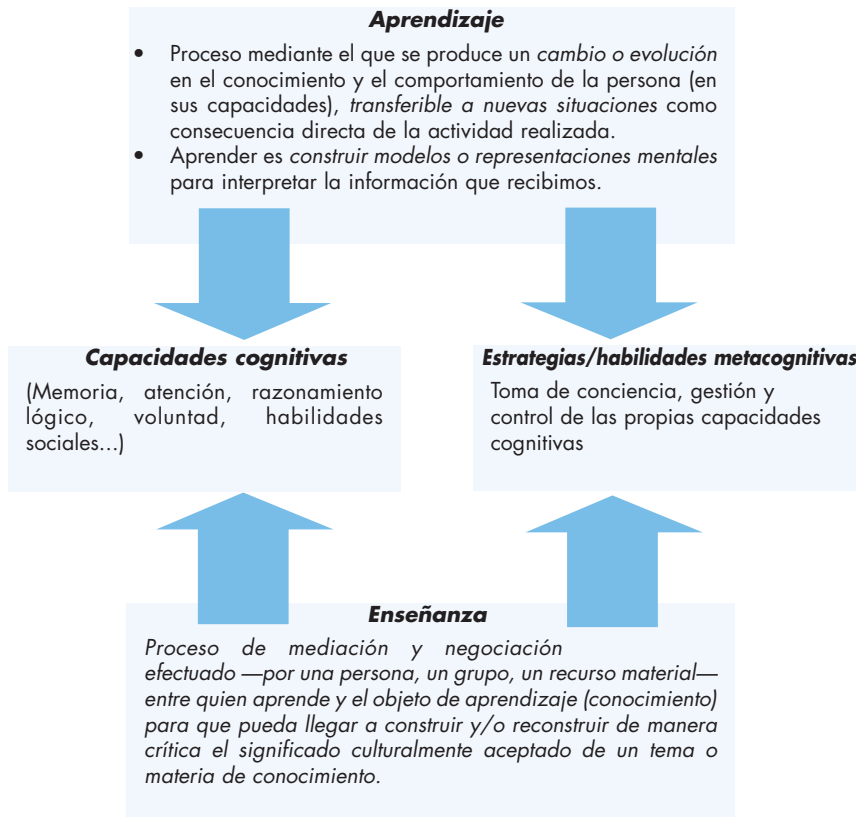 Aprendizaje
• Proceso mediante el que se produce un cambio o evolución
en el conocimiento y el comportamiento de la persona (en
sus capacidades), transferible a nuevas situaciones como
consecuencia directa de la actividad realizada.
• Aprender es construir modelos o representaciones mentales
para interpretar la información que recibimos.
Capacidades cognitivas
(Memoria, atención, razonamiento
lógico, voluntad, habilidades
sociales...)
Estrategias/habilidades metacognitivas
Toma de conciencia, gestión y
control de las propias capacidades
cognitivas
Enseñanza
Proceso de mediación y negociación
efectuado —por una persona, un grupo, un recurso material—
entre quien aprende y el objeto de aprendizaje (conocimiento)
para que pueda llegar a construir y/o reconstruir de manera
crítica el significado culturalmente aceptado de un tema o
materia de conocimiento.